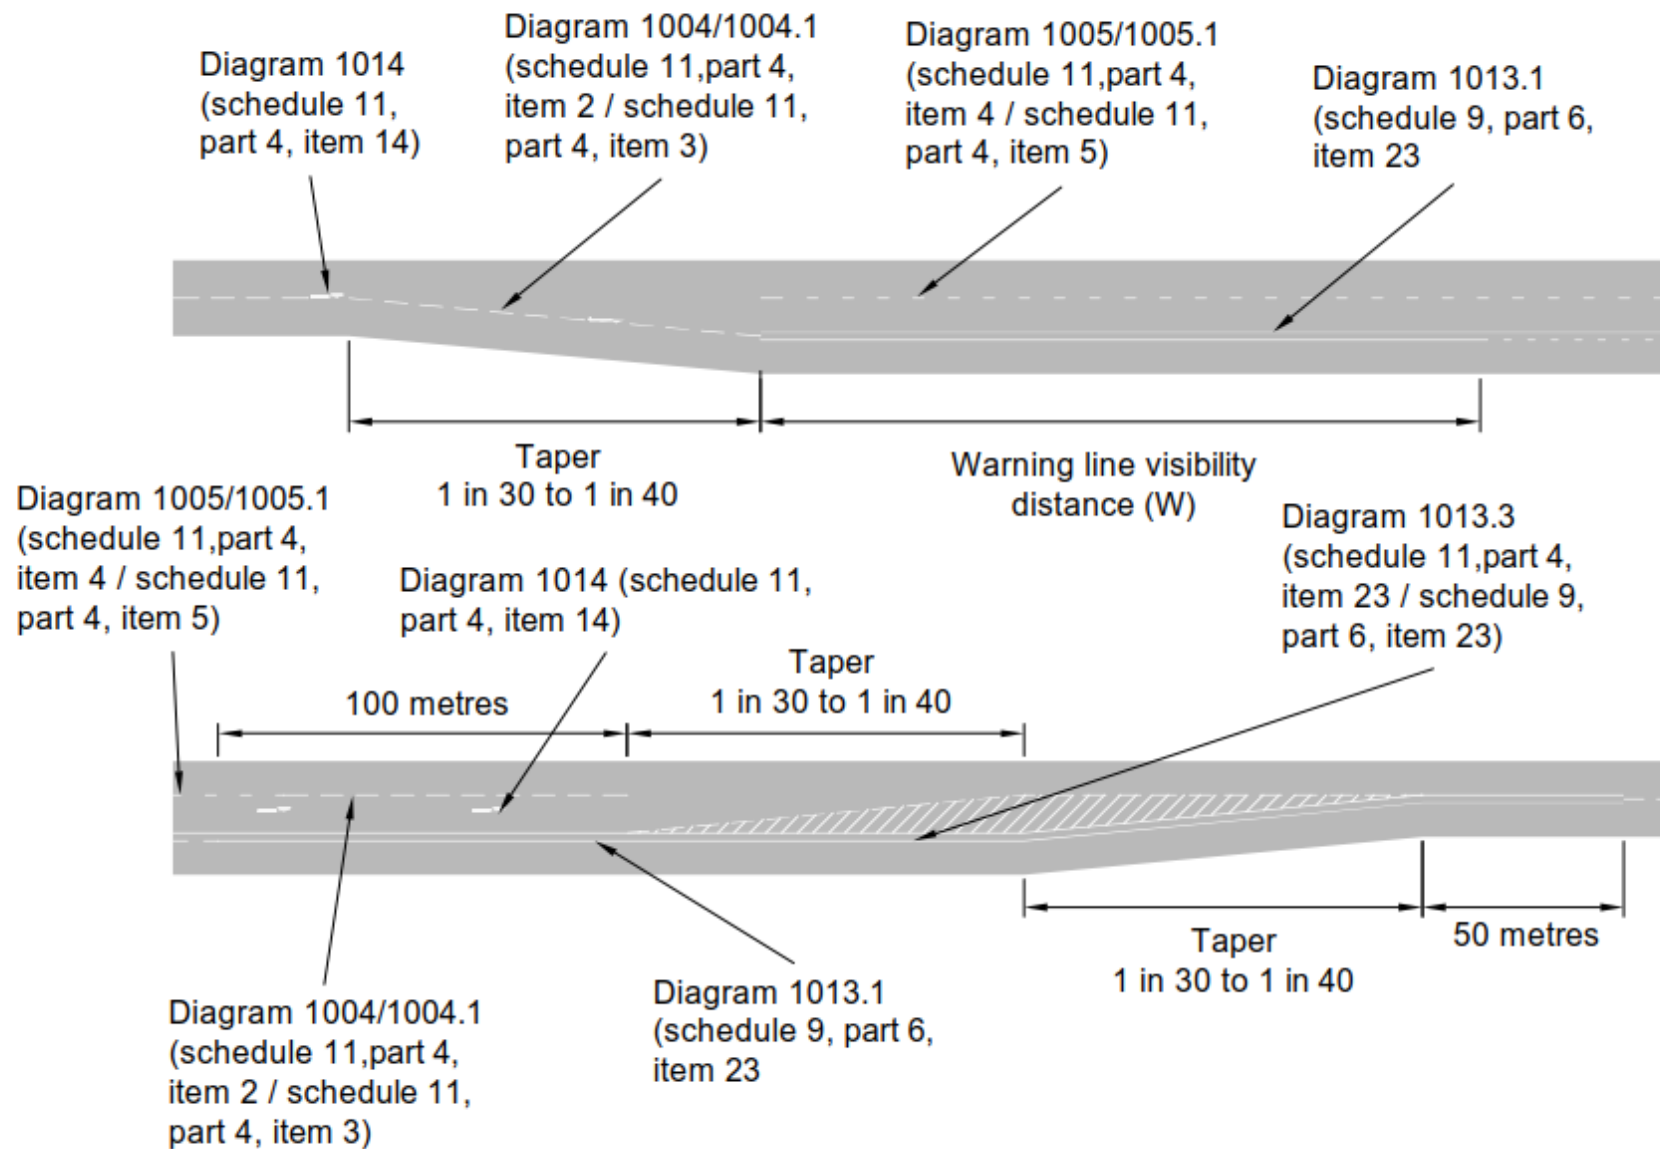 Diagram 1014
(schedule 11,
part 4, item 14)
Diagram 1004/1004.1
(schedule 11,part 4,
item 2 / schedule 11,
part 4, item 3)
Diagram 1005/1005.1
(schedule 11,part 4,
item 4 / schedule 11,
part 4, item 5)
Diagram 1013.1
(schedule 9, part 6,
item 23
Taper
1 in 30 to 1 in 40
Warning line visibility
distance (W)
Diagram 1005/1005.1
(schedule 11,part 4,
item 4 / schedule 11,
part 4, item 5)
Diagram 1014 (schedule 11,
part 4, item 14)
Diagram 1013.3
(schedule 11,part 4,
item 23 / schedule 9,
part 6, item 23)
100 metres
Taper
1 in 30 to 1 in 40
Taper
1 in 30 to 1 in 40
50 metres
Diagram 1004/1004.1
(schedule 11,part 4,
item 2 / schedule 11,
part 4, item 3)
Diagram 1013.1
(schedule 9, part 6,
item 23